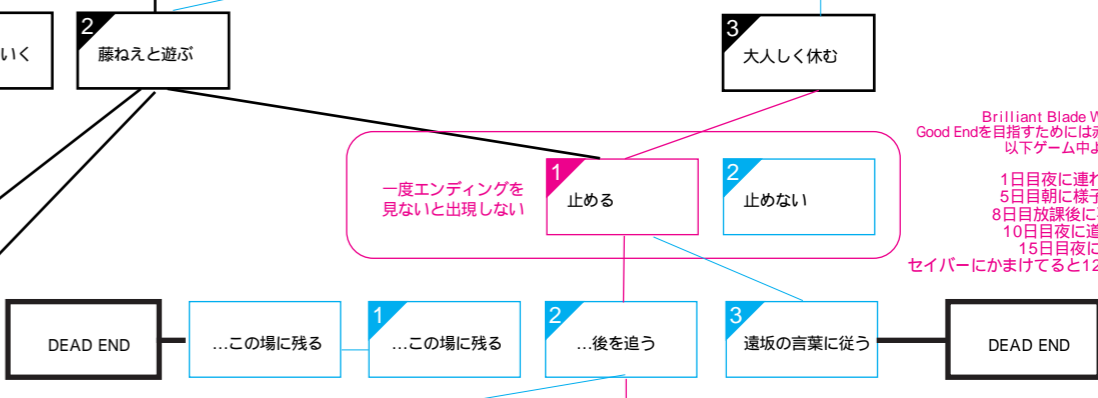 いく
2
藤ねえと遊ぶ
3
大人しく休む
Brilliant Blade W
Good Endを目指すためには赤
以下ゲーム中よ
1日目夜に連れ
5日目朝に様子
8日目放課後に
10日目夜に道
15日目夜に
セイバーにかまけてると12
一度エンディングを
見ないと出現しない
1
止める
2
止めない
DEAD END
…この場に残る
1
…この場に残る
2
…後を追う
3
遠坂の言葉に従う
DEAD END